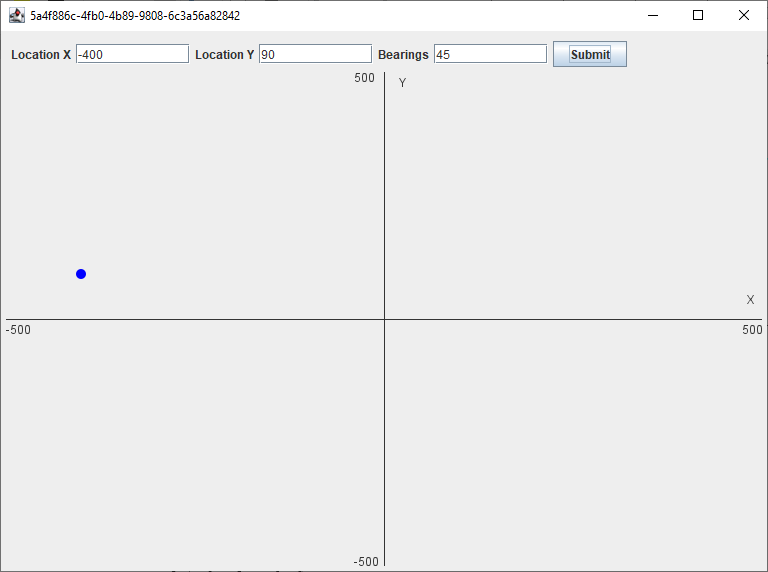 5a4f886c-4fb0-4b89-9808-6c3a56a82842
Location X -400 Location Y 90 Bearings 45 Submit
500 Y
X
-500 500
-500